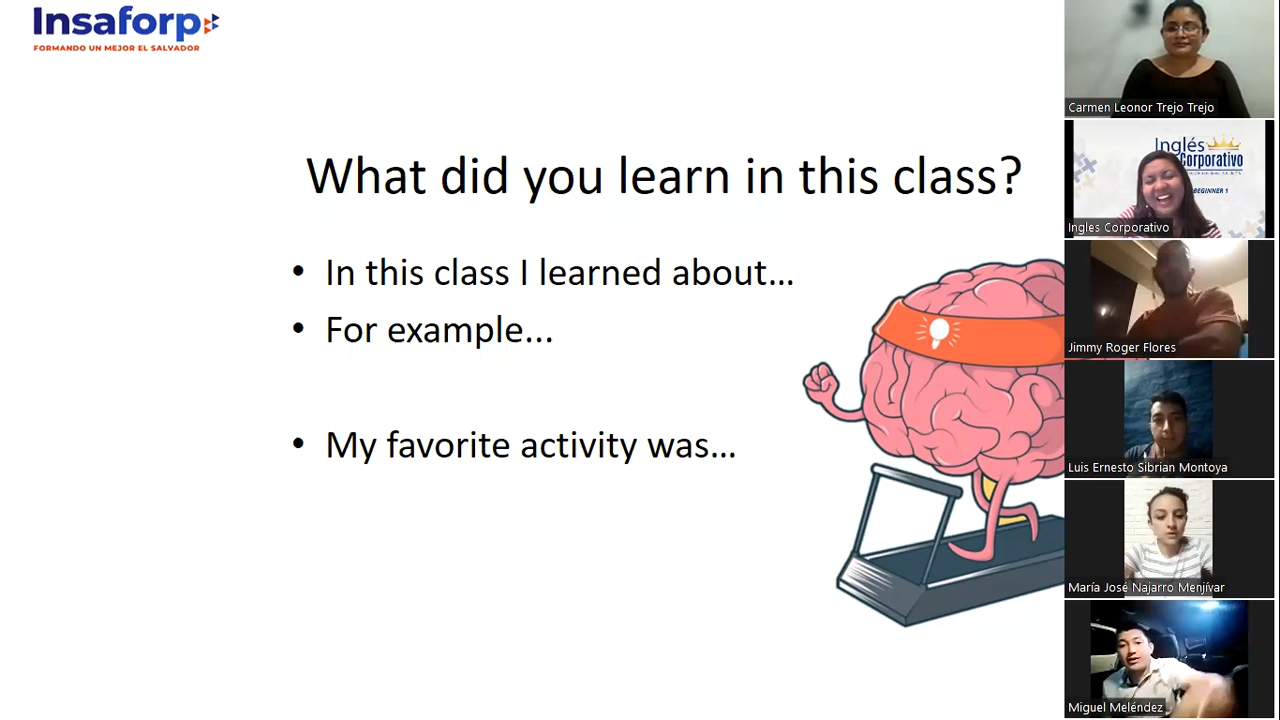 Insaforp
FORMANDO UN MEJOR EL SALVADOR
What did you learn in this class?
• In this class I learned about...
• For example...
• My favorite activity was...
Carmen Leonor Trejo Trejo
Inglés
Corporativo
BEGINNER 1
Ingles Corporativo
Jimmy Roger Flores
Luis Ernesto Sibrian Montoya
María José Najarro Menjívar
Miguel Meléndez